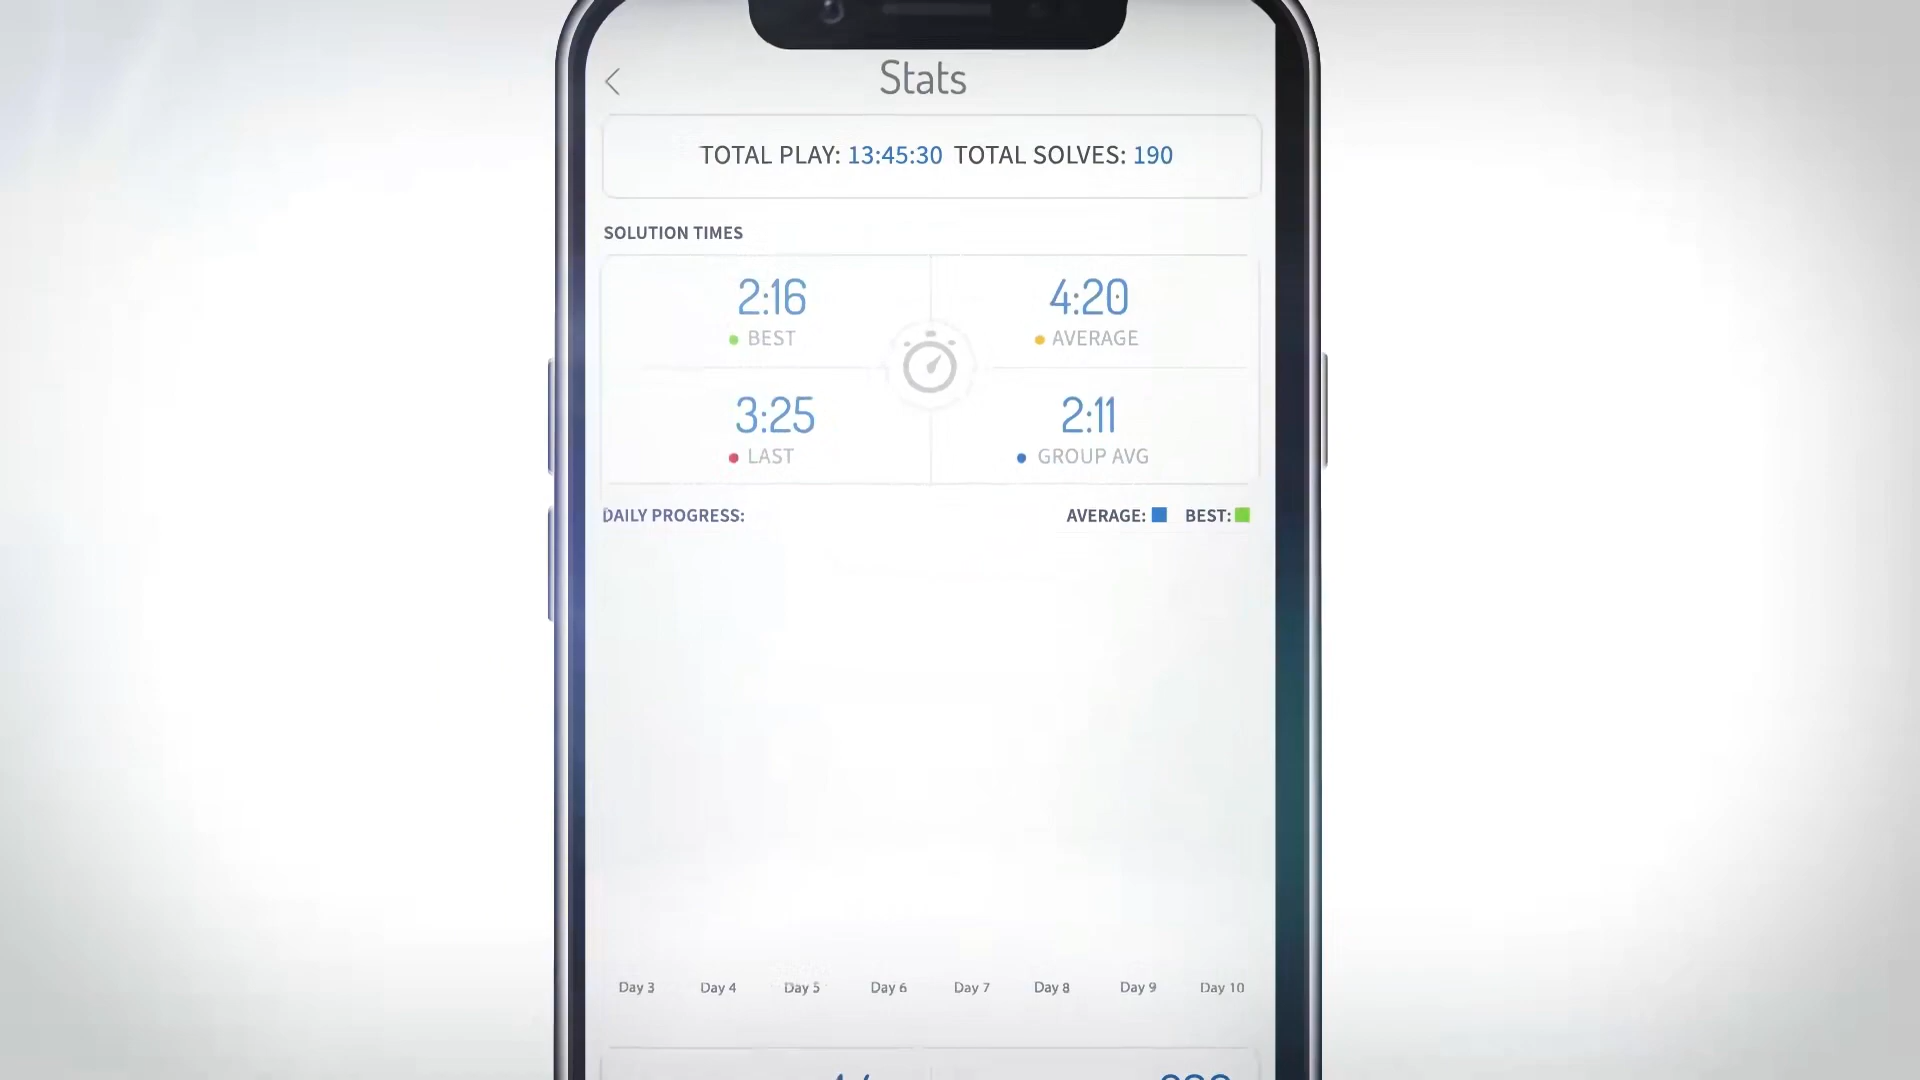 Stats
TOTAL PLAY: 13:45:30 TOTAL SOLVES: 190
SOLUTION TIMES
2:16
BEST
4:20
AVERAGE
3:25
LAST
2:11
GROUP AVG
DAILY PROGRESS:
AVERAGE: BEST:
Day 3 Day 4 Day 5 Day 6 Day 7 Day 8 Day 9 Day 10